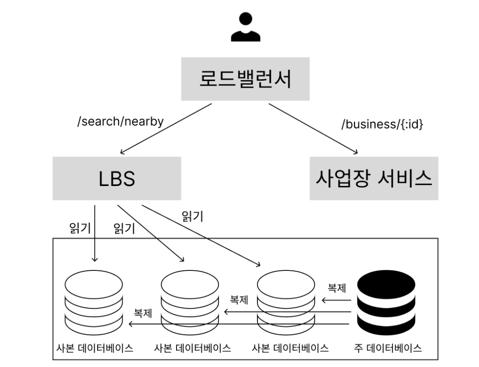 로드밸런서
/search/nearby
/business/{:id}
LBS
사업장 서비스
읽기
읽기
읽기
복제
복제
복제
사본 데이터베이스
사본 데이터베이스
사본 데이터베이스
주 데이터베이스